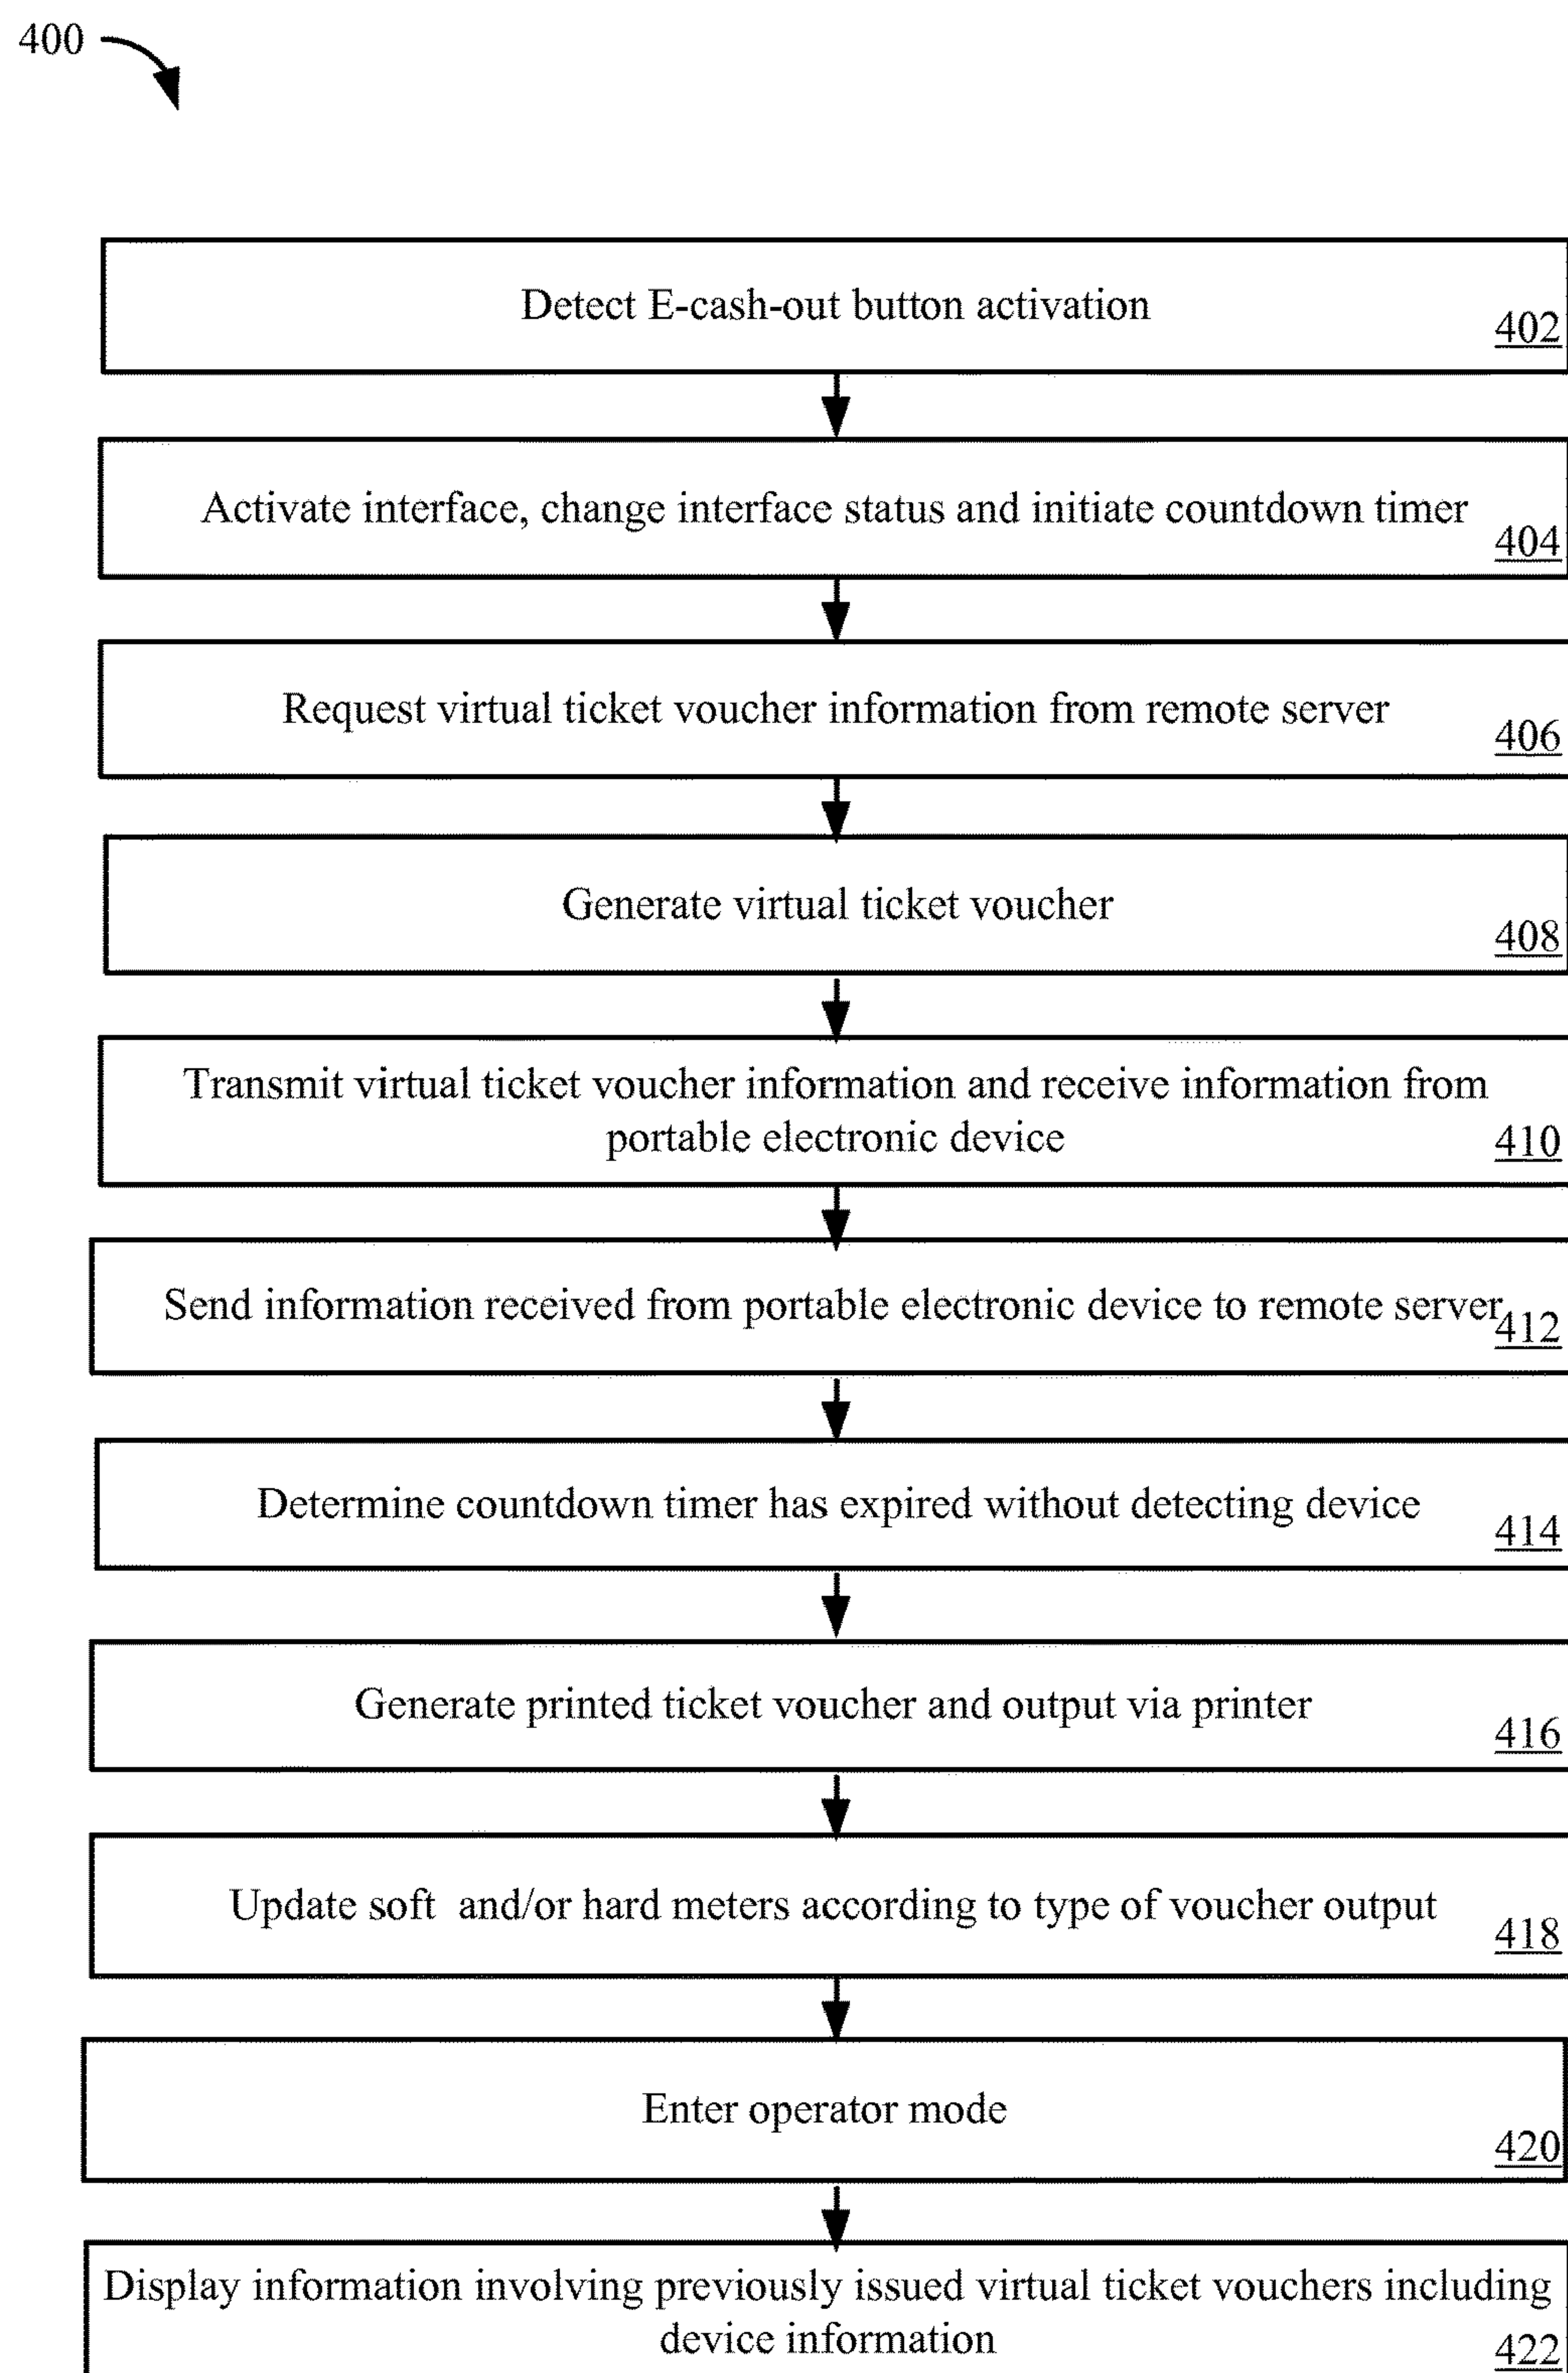 400
Detect E-cash-out button activation
402
Activate interface, change interface status and initiate countdown timer
404
Request virtual ticket voucher information from remote server
406
Generate virtual ticket voucher
408
Transmit virtual ticket voucher information and receive information from
portable electronic device
410
Send information received from portable electronic device to remote server
412
Determine countdown timer has expired without detecting device
414
Generate printed ticket voucher and output via printer
416
Update soft and/or hard meters according to type of voucher output
418
Enter operator mode
420
Display information involving previously issued virtual ticket vouchers including
device information
422